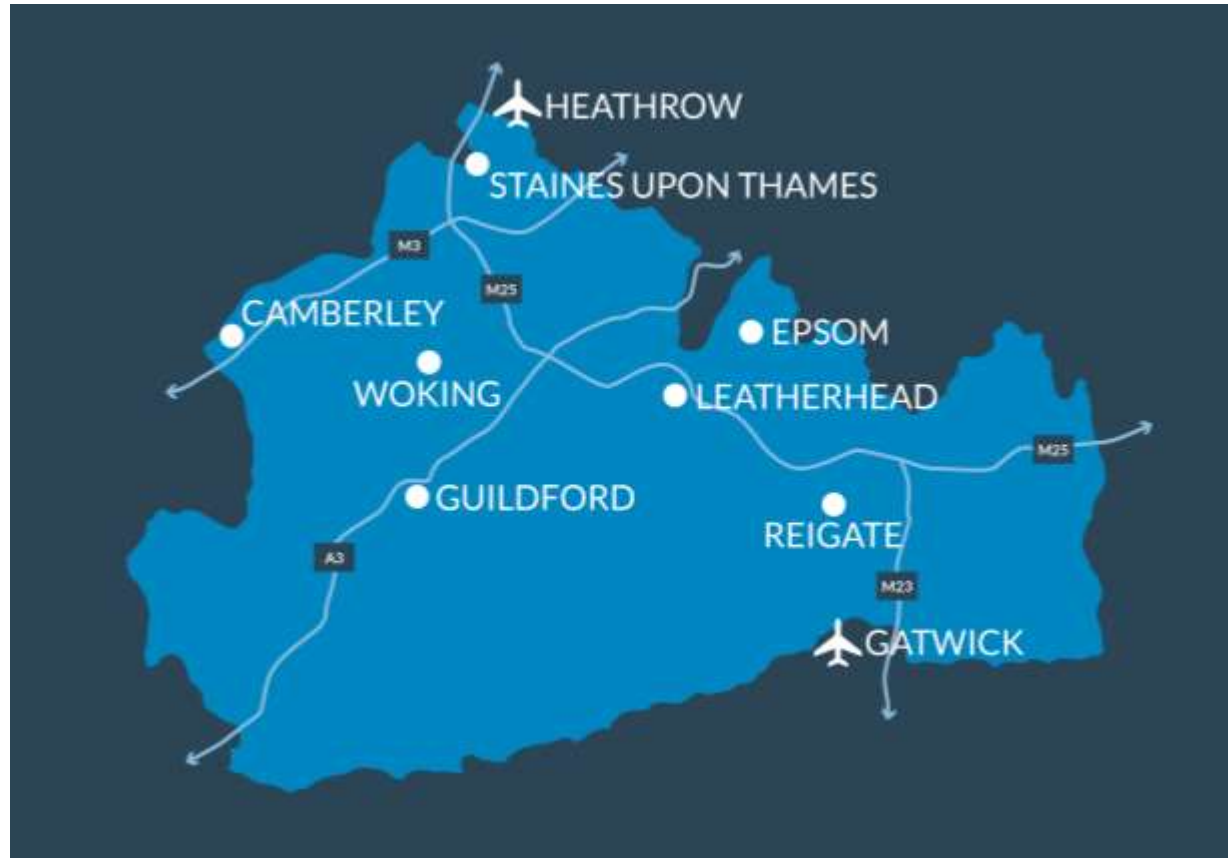 HEATHROW
STAINES UPON THAMES
M3
M25
CAMBERLEY
EPSOM
WOKING
LEATHERHEAD
M25
GUILDFORD
REIGATE
A3
M23
GATWICK